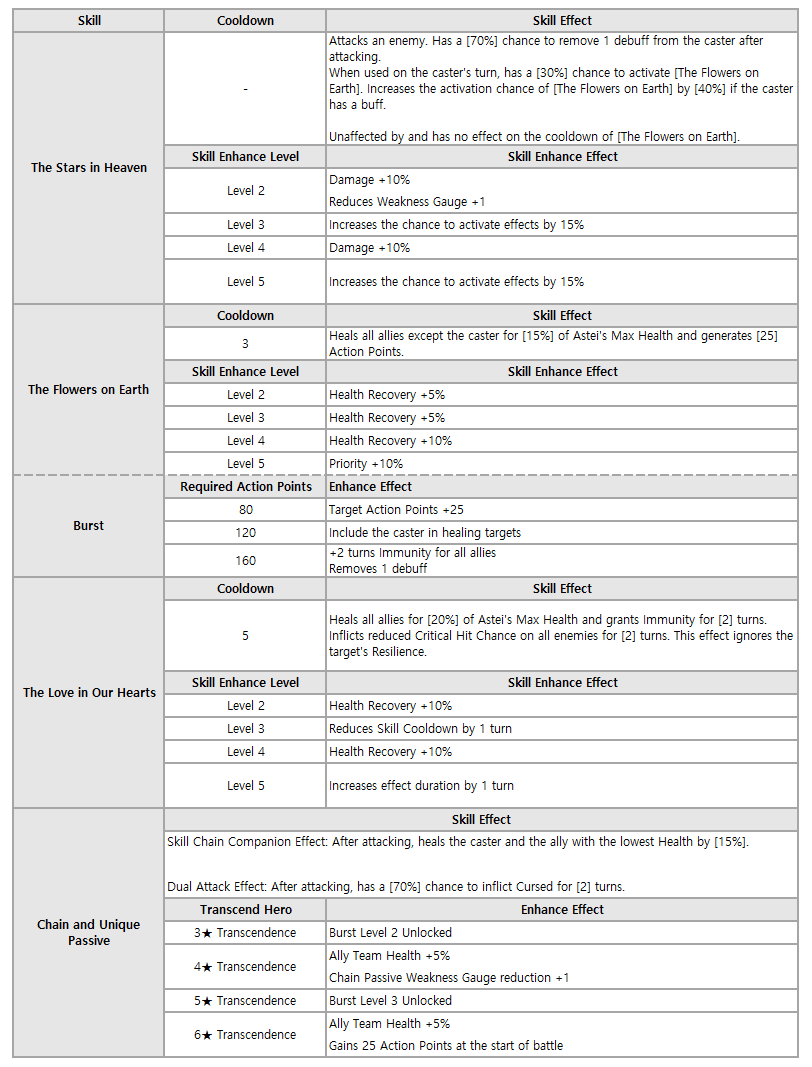 Skill Cooldown Skill Effect
The Stars in Heaven
-
Attacks an enemy. Has a [70%] chance to remove 1 debuff from the caster after
attacking.
When used on the caster's turn, has a [30%] chance to activate [The Flowers on
Earth]. Increases the activation chance of [The Flowers on Earth] by [40%] if the caster
has a buff.
Unaffected by and has no effect on the cooldown of [The Flowers on Earth].
Skill Enhance Level Skill Enhance Effect
Level 2
Damage +10%
Reduces Weakness Gauge +1
Level 3 Increases the chance to activate effects by 15%
Level 4 Damage +10%
Level 5 Increases the chance to activate effects by 15%
The Flowers on Earth
Cooldown Skill Effect
3
Heals all allies except the caster for [15%] of Astei's Max Health and generates [25]
Action Points.
Skill Enhance Level Skill Enhance Effect
Level 2 Health Recovery +5%
Level 3 Health Recovery +5%
Level 4 Health Recovery +10%
Level 5 Priority +10%
Burst
Required Action Points Enhance Effect
80 Target Action Points +25
120 Include the caster in healing targets
160
+2 turns Immunity for all allies
Removes 1 debuff
The Love in Our Hearts
Cooldown Skill Effect
5
Heals all allies for [20%] of Astei's Max Health and grants Immunity for [2] turns.
Inflicts reduced Critical Hit Chance on all enemies for [2] turns. This effect ignores the
target's Resilience.
Skill Enhance Level Skill Enhance Effect
Level 2 Health Recovery +10%
Level 3 Reduces Skill Cooldown by 1 turn
Level 4 Health Recovery +10%
Level 5 Increases effect duration by 1 turn
Chain and Unique
Passive
Skill Effect
Skill Chain Companion Effect: After attacking, heals the caster and the ally with the lowest Health by [15%].
Dual Attack Effect: After attacking, has a [70%] chance to inflict Cursed for [2] turns.
Transcend Hero Enhance Effect
3★ Transcendence Burst Level 2 Unlocked
4★ Transcendence
Ally Team Health +5%
Chain Passive Weakness Gauge reduction +1
5★ Transcendence Burst Level 3 Unlocked
6★ Transcendence
Ally Team Health +5%
Gains 25 Action Points at the start of battle